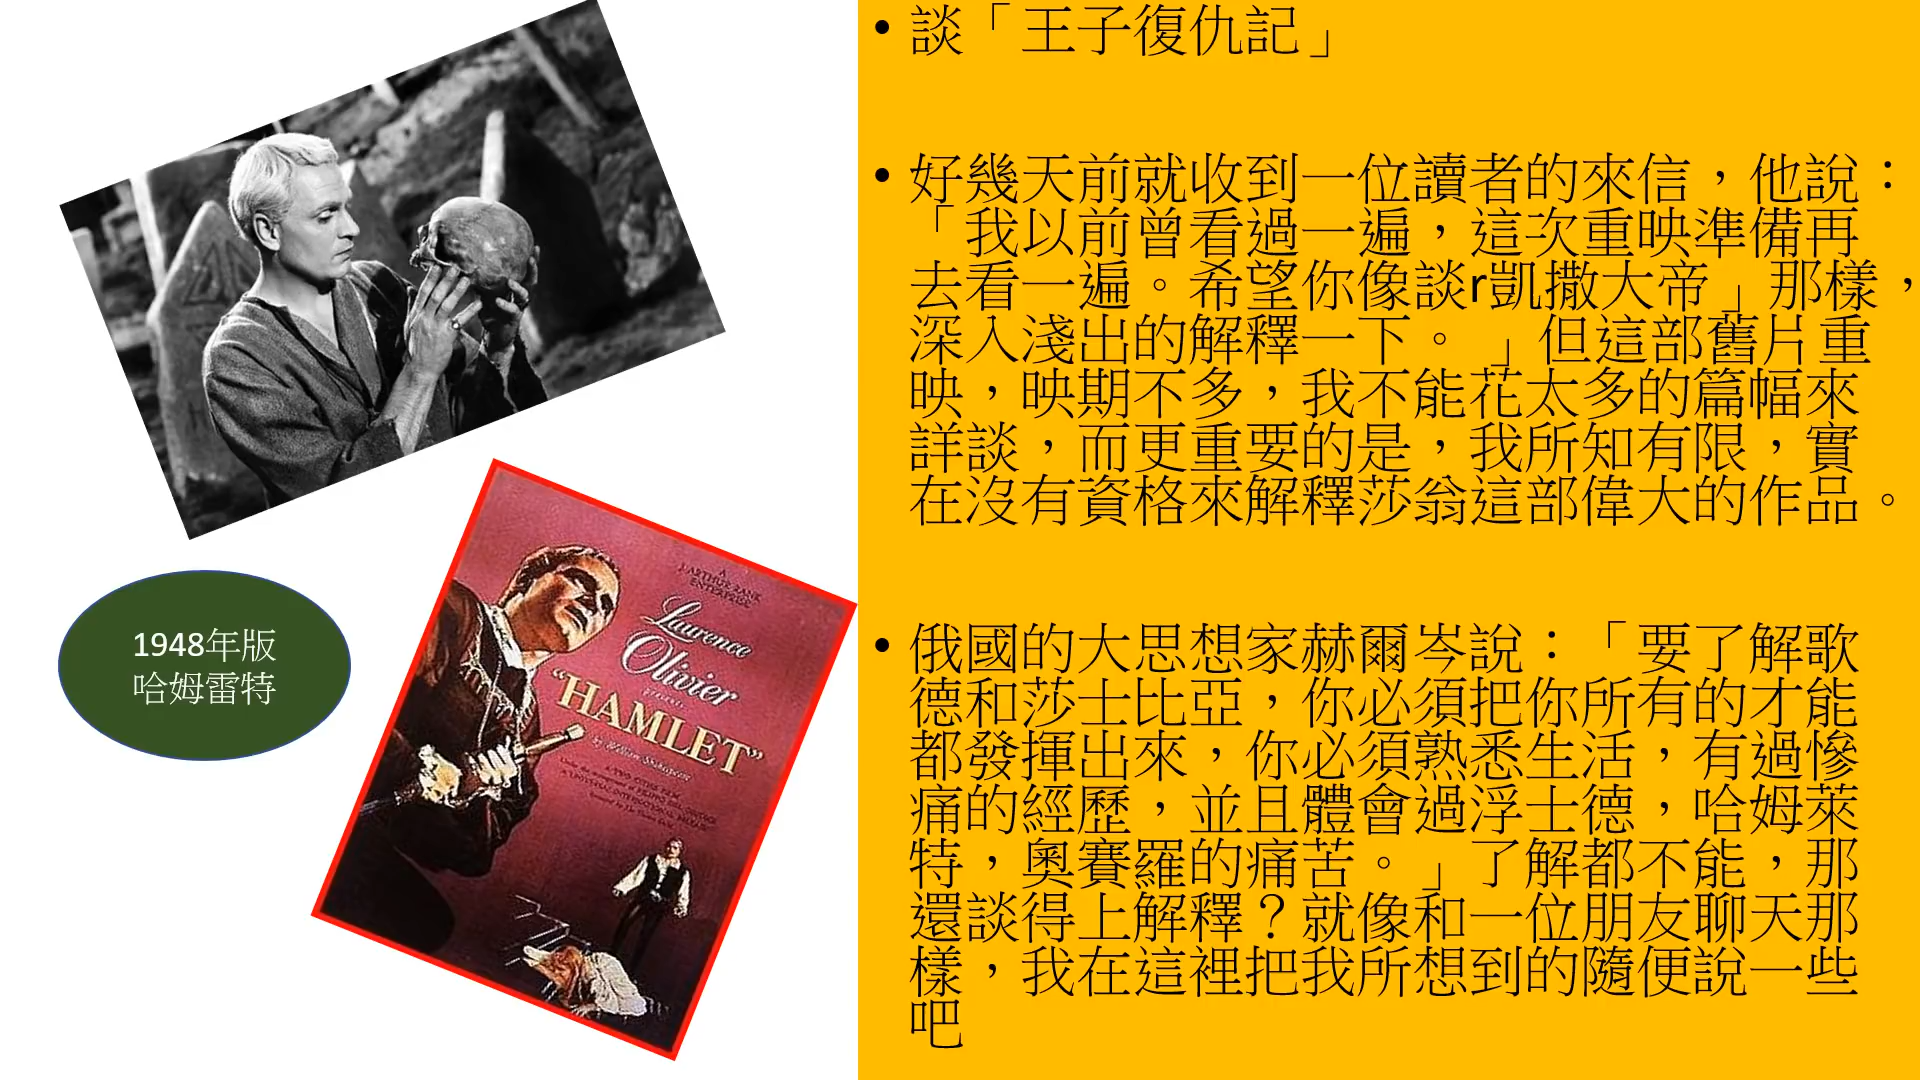 • 談「王子復仇記」
• 好幾天前就收到一位讀者的來信，他說：
「我以前曾看過一遍，這次重映準備再
去看一遍。希望你像談r凱撒大帝」那樣，
深入淺出的解釋一下。 」但這部舊片重
映，映期不多，我不能花太多的篇幅來
詳談，而更重要的是，我所知有限，實
在沒有資格來解釋莎翁這部偉大的作品。
• 俄國的大思想家赫爾岑說：「要了解歌
德和莎士比亞，你必須把你所有的才能
都發揮出來，你必須熟悉生活，有過慘
痛的經歷，並且體會過浮士德，哈姆萊
特，奧賽羅的痛苦。」了解都不能，那
還談得上解釋？就像和一位朋友聊天那
樣，我在這裡把我所想到的隨便說一些
吧
1948年版
哈姆雷特
A
J. ARTHUR RANK
ENTERPRISE
Laurence
Olivier
presents
"HAMLET"
by William Shakespeare
A TWO CITIES FILM